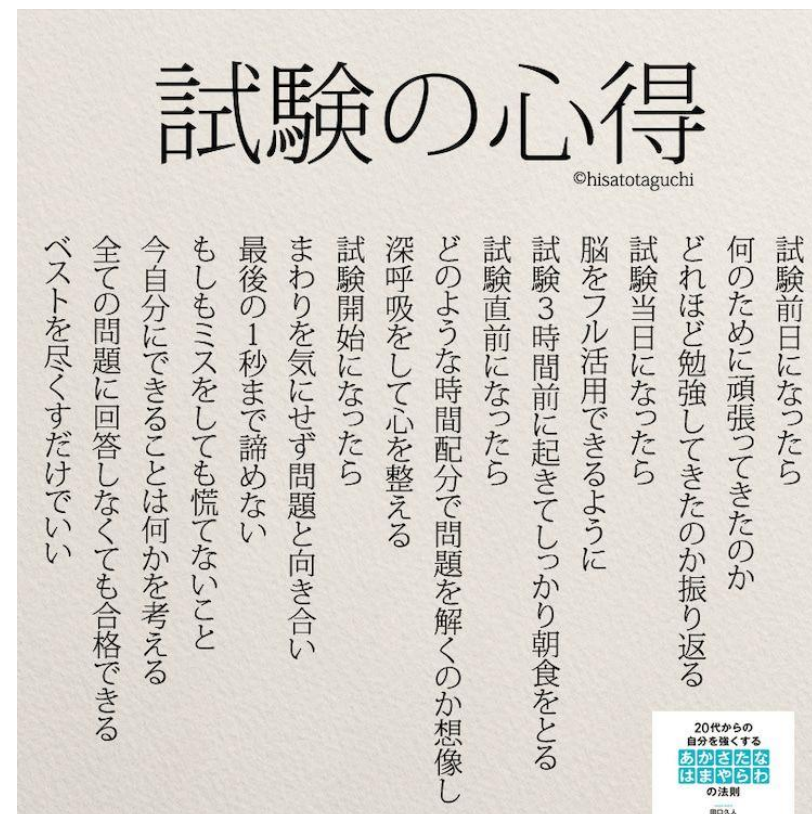 試験の心得
©hisatotaguchi
試験前日になったら
何のために頑張ってきたのか
どれほど勉強してきたのか振り返る
試験当日になったら
脳をフル活用できるように
試験3時間前に起きてしっかり朝食をとる
試験直前になったら
どのような時間配分で問題を解くのか想像し
深呼吸をして心を整える
試験開始になったら
まわりを気にせず問題と向き合い
最後の1秒まで諦めない
もしもミスをしても慌てないこと
今自分にできることは何かを考える
全ての問題に回答しなくても合格できる
ベストを尽くすだけでいい
20代からの
自分を強くする
あかさたな
はまやらわ
の法則
田口久人